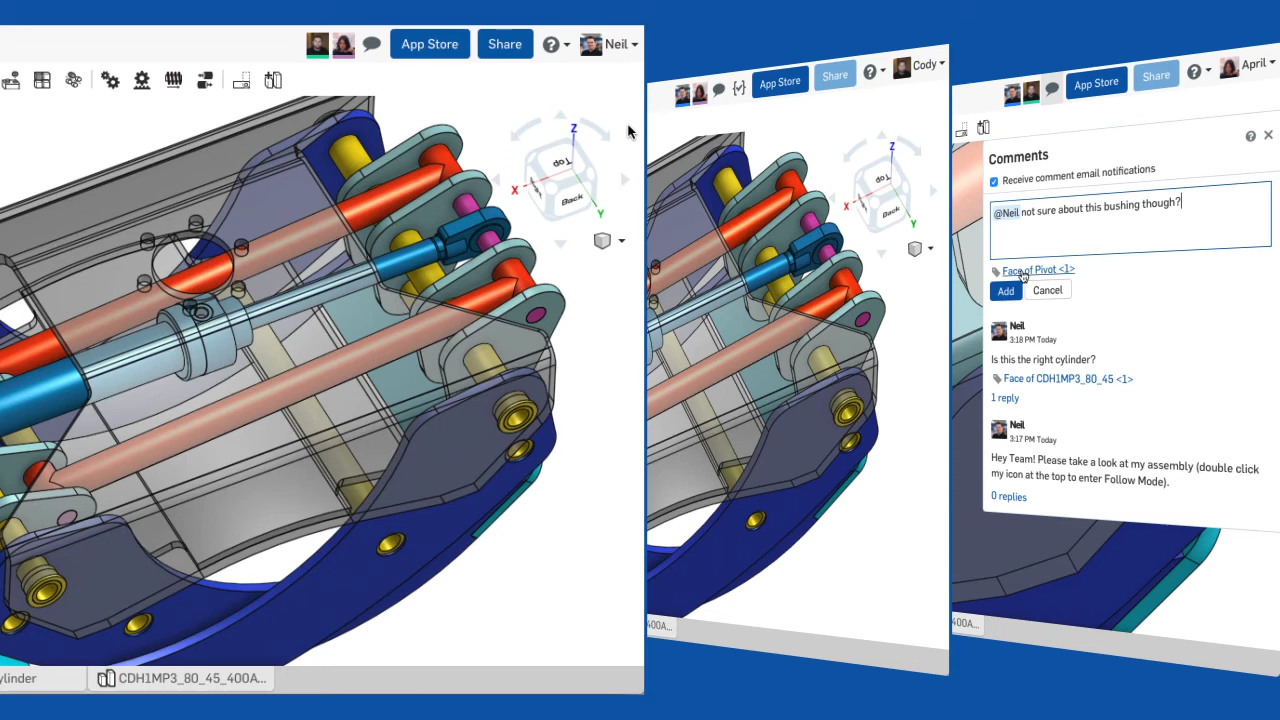 App Store
Share
Neil
Z
Top
Back
X
Y
ylinder
CDH1MP3_80_45_400A...
App Store
Share
Cody
Z
Top
Back
X
Y
400A...
App Store
Share
April
Comments
Receive comment email notifications
@Neil not sure about this bushing though?
Face of Pivot <1>
Add
Cancel
Neil
3:18 PM Today
Is this the right cylinder?
Face of CDH1MP3_80_45 <1>
1 reply
Neil
3:17 PM Today
Hey Team! Please take a look at my assembly (double click
my icon at the top to enter Follow Mode).
0 replies
400A...